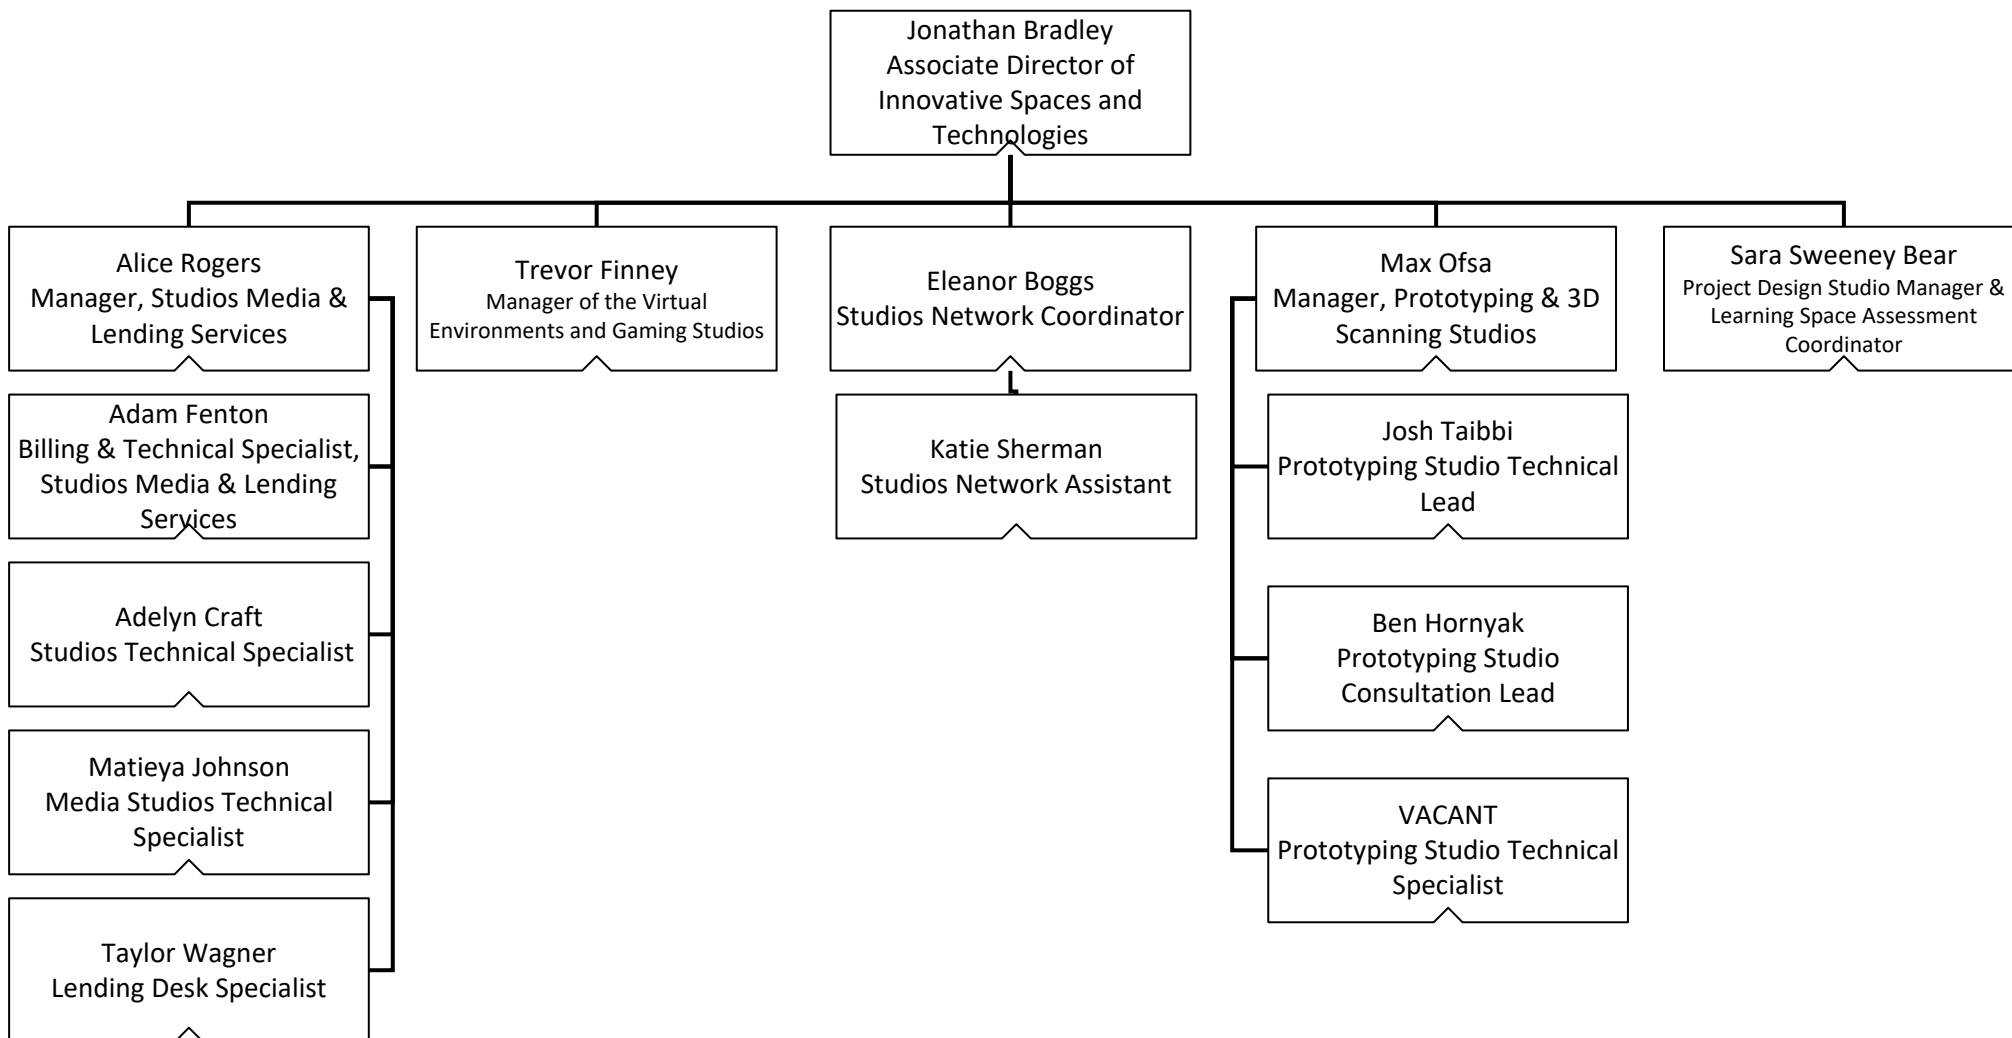 Jonathan Bradley
Associate Director of
Innovative Spaces and
Technologies
Alice Rogers
Manager, Studios Media &
Lending Services
Trevor Finney
Manager of the Virtual
Environments and Gaming Studios
Eleanor Boggs
Studios Network Coordinator
Max Ofsa
Manager, Prototyping & 3D
Scanning Studios
Sara Sweeney Bear
Project Design Studio Manager &
Learning Space Assessment
Coordinator
Adam Fenton
Billing & Technical Specialist,
Studios Media & Lending
Services
Katie Sherman
Studios Network Assistant
Josh Taibbi
Prototyping Studio Technical
Lead
Adelyn Craft
Studios Technical Specialist
Ben Hornyak
Prototyping Studio
Consultation Lead
Matieya Johnson
Media Studios Technical
Specialist
VACANT
Prototyping Studio Technical
Specialist
Taylor Wagner
Lending Desk Specialist